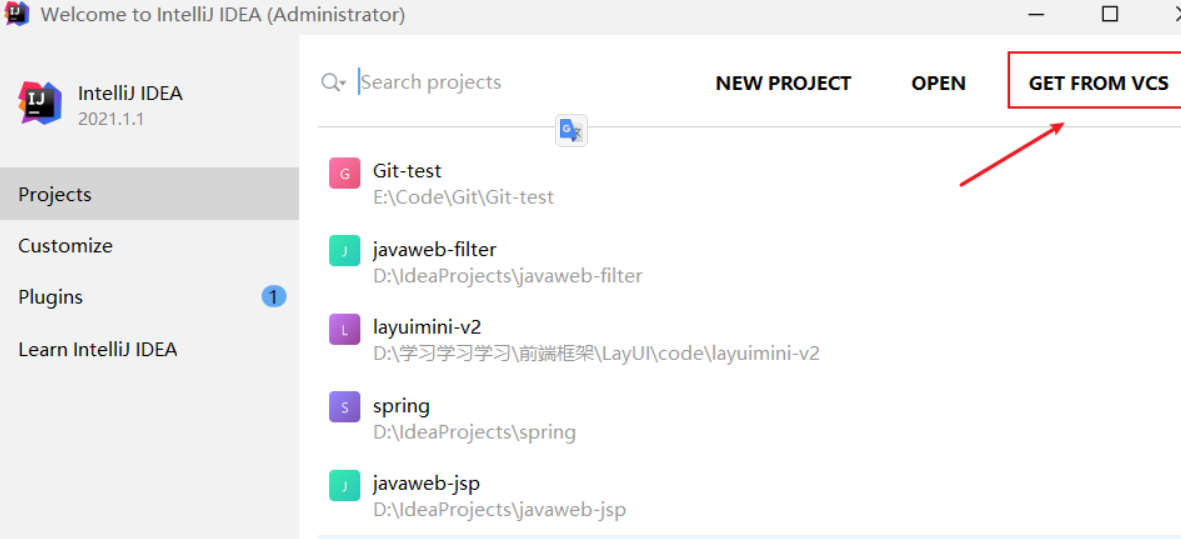 Welcome to IntelliJ IDEA (Administrator)
IntelliJ IDEA
2021.1.1
Projects
Customize
Plugins 1
Learn IntelliJ IDEA
Search projects NEW PROJECT OPEN GET FROM VCS
G Git-test
E:\Code\Git\Git-test
J javaweb-filter
D:\IdeaProjects\javaweb-filter
L layuimini-v2
D:\学习学习学习\前端框架\LayUI\code\layuimini-v2
S spring
D:\IdeaProjects\spring
J javaweb-jsp
D:\IdeaProjects\javaweb-jsp